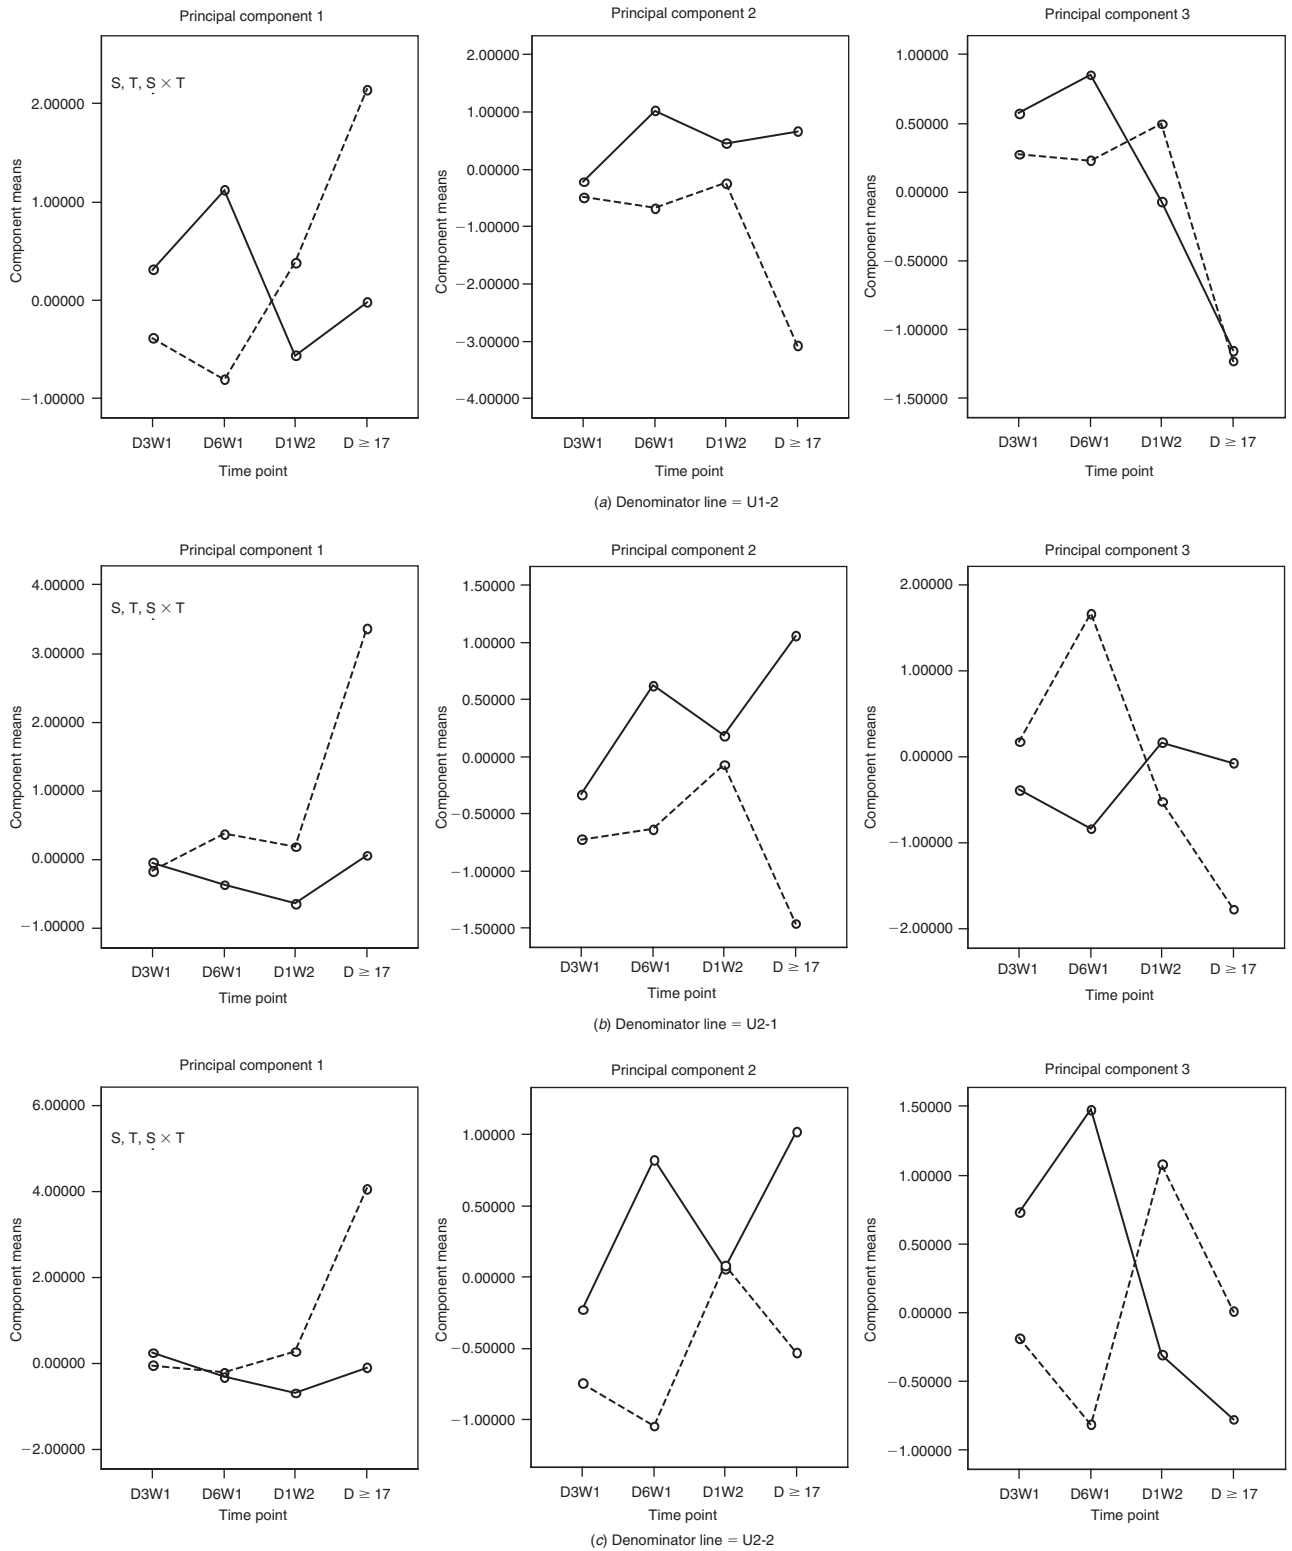 Principal component 1
Principal component 2
Principal component 3
S, T, S × T
Component means
2.00000
1.00000
0.00000
−1.00000
D3W1 D6W1 D1W2 D ≥ 17
Time point
Component means
2.00000
1.00000
0.00000
−1.00000
−2.00000
−3.00000
−4.00000
D3W1 D6W1 D1W2 D ≥ 17
Time point
Component means
1.00000
0.50000
0.00000
−0.50000
−1.00000
−1.50000
D3W1 D6W1 D1W2 D ≥ 17
Time point
(a) Denominator line = U1-2
Principal component 1
Principal component 2
Principal component 3
S, T, S × T
Component means
4.00000
3.00000
2.00000
1.00000
0.00000
−1.00000
D3W1 D6W1 D1W2 D ≥ 17
Time point
Component means
1.50000
1.00000
0.50000
0.00000
−0.50000
−1.00000
−1.50000
D3W1 D6W1 D1W2 D ≥ 17
Time point
Component means
2.00000
1.00000
0.00000
−1.00000
−2.00000
D3W1 D6W1 D1W2 D ≥ 17
Time point
(b) Denominator line = U2-1
Principal component 1
Principal component 2
Principal component 3
S, T, S × T
Component means
6.00000
4.00000
2.00000
0.00000
−2.00000
D3W1 D6W1 D1W2 D ≥ 17
Time point
Component means
1.00000
0.50000
0.00000
−0.50000
−1.00000
D3W1 D6W1 D1W2 D ≥ 17
Time point
Component means
1.50000
1.00000
0.50000
0.00000
−0.50000
−1.00000
D3W1 D6W1 D1W2 D ≥ 17
Time point
(c) Denominator line = U2-2